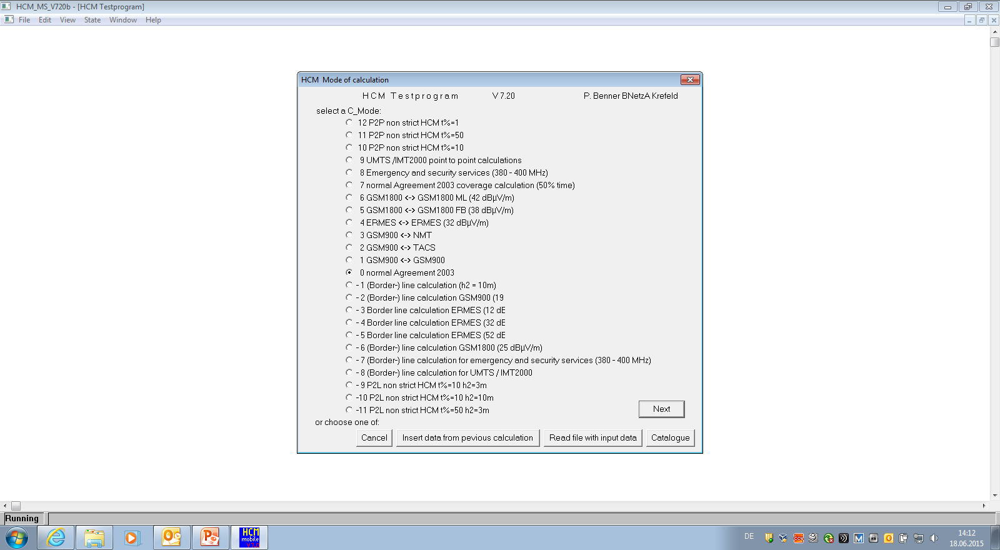 HCM_MS_V720b - [HCM Testprogram]
File Edit View State Window Help
HCM Mode of calculation
HCM Testprogram V 7.20 P. Benner BNetzA Krefeld
select a C_Mode:
12 P2P non strict HCM t%=1
11 P2P non strict HCM t%=50
10 P2P non strict HCM t%=10
9 UMTS /IMT2000 point to point calculations
8 Emergency and security services (380 - 400 MHz)
7 normal Agreement 2003 coverage calculation (50% time)
6 GSM1800 <-> GSM1800 ML (42 dBµV/m)
5 GSM1800 <-> GSM1800 FB (38 dBµV/m)
4 ERMES <-> ERMES (32 dBµV/m)
3 GSM900 <-> NMT
2 GSM900 <-> TACS
1 GSM900 <-> GSM900
0 normal Agreement 2003
- 1 (Border-) line calculation (h2 = 10m)
- 2 (Border-) line calculation GSM900 (19
- 3 Border line calculation ERMES (12 dE
- 4 Border line calculation ERMES (32 dE
- 5 Border line calculation ERMES (52 dE
- 6 (Border-) line calculation GSM1800 (25 dBµV/m)
- 7 (Border-) line calculation for emergency and security services (380 - 400 MHz)
- 8 (Border-) line calculation for UMTS / IMT2000
- 9 P2L non strict HCM t%=10 h2=3m
-10 P2L non strict HCM t%=10 h2=10m
-11 P2L non strict HCM t%=50 h2=3m
Next
or choose one of:
Cancel Insert data from pevious calculation Read file with input data Catalogue
Running
HCM
mobile
V 7.0
DE
14:12
18.06.2015